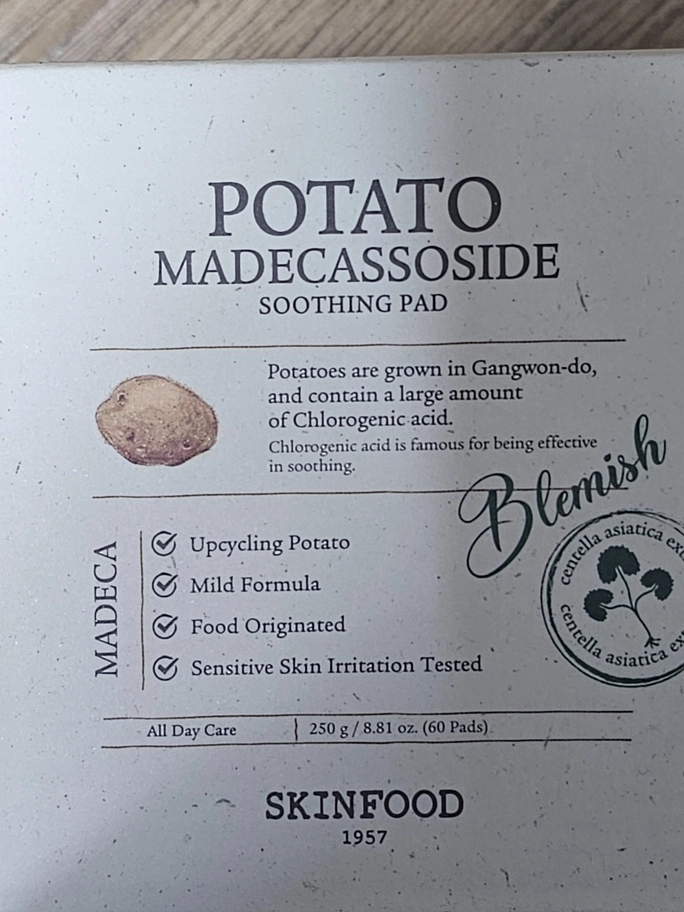 POTATO
MADECASSOSIDE
SOOTHING PAD
Potatoes are grown in Gangwon-do,
and contain a large amount
of Chlorogenic acid.
Chlorogenic acid is famous for being effective
in soothing.
Blemish
centella asiatica
centella asiatica
MADECA
Upcycling Potato
Mild Formula
Food Originated
Sensitive Skin Irritation Tested
All Day Care | 250 g / 8.81 oz. (60 Pads)
SKINFOOD
1957